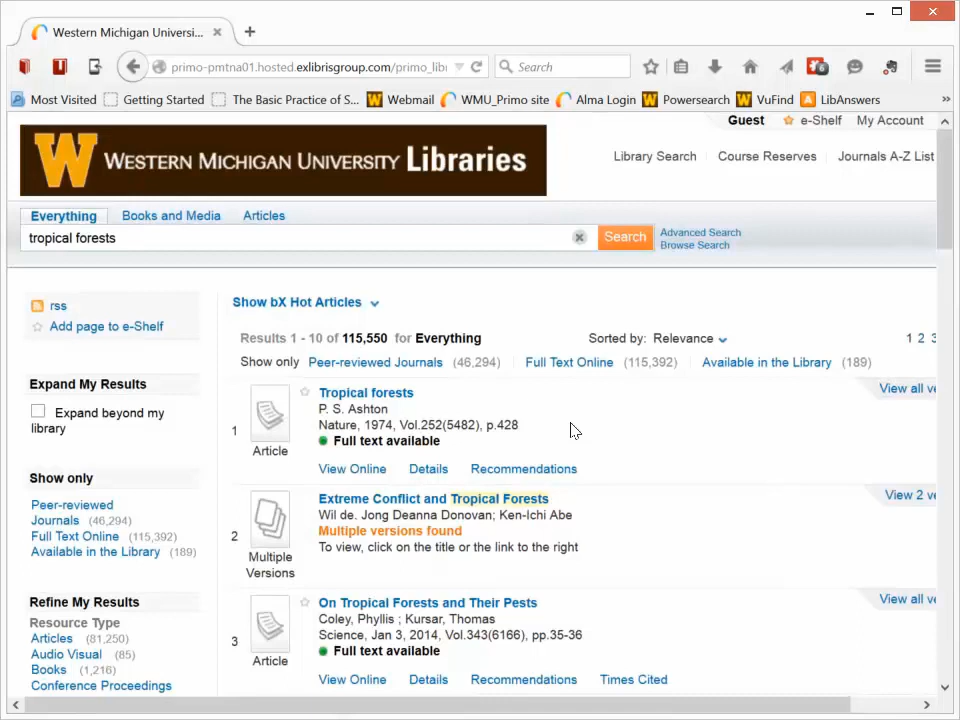 Western Michigan Universi...
primo-pmtna01.hosted.exlibrisgroup.com/primo_lib
Search
Most Visited Getting Started The Basic Practice of S... Webmail WMU_Primo site Alma Login Powersearch VuFind LibAnswers »
Guest e-Shelf My Account
W WESTERN MICHIGAN UNIVERSITY Libraries
Library Search Course Reserves Journals A-Z List
Everything Books and Media Articles
tropical forests
Search
Advanced Search
Browse Search
rss
Add page to e-Shelf
Expand My Results
Expand beyond my
library
Show only
Peer-reviewed
Journals (46,294)
Full Text Online (115,392)
Available in the Library (189)
Refine My Results
Resource Type
Articles (81,250)
Audio Visual (85)
Books (1,216)
Conference Proceedings
Show bX Hot Articles
Results 1 - 10 of 115,550 for Everything
Sorted by: Relevance
1 2 3
Show only Peer-reviewed Journals (46,294) Full Text Online (115,392) Available in the Library (189)
1
Article
Tropical forests
P. S. Ashton
Nature, 1974, Vol.252(5482), p.428
Full text available
View Online Details Recommendations
View all ve
2
Multiple
Versions
Extreme Conflict and Tropical Forests
Wil de. Jong Deanna Donovan; Ken-Ichi Abe
Multiple versions found
To view, click on the title or the link to the right
View 2 ve
3
Article
On Tropical Forests and Their Pests
Coley, Phyllis ; Kursar, Thomas
Science, Jan 3, 2014, Vol.343(6166), pp.35-36
Full text available
View Online Details Recommendations Times Cited
View all ve